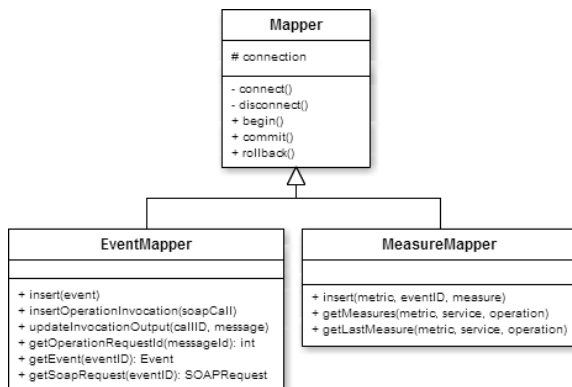 Mapper
# connection
- connect()
- disconnect()
+ begin()
+ commit()
+ rollback()
EventMapper
+ insert(event)
+ insertOperationInvocation(soapCall)
+ updateInvocationOutput(callID, message)
+ getOperationRequestId(messageId): int
+ getEvent(eventID): Event
+ getSoapRequest(eventID): SOAPRequest
MeasureMapper
+ insert(metric, eventID, measure)
+ getMeasures(metric, service, operation)
+ getLastMeasure(metric, service, operation)